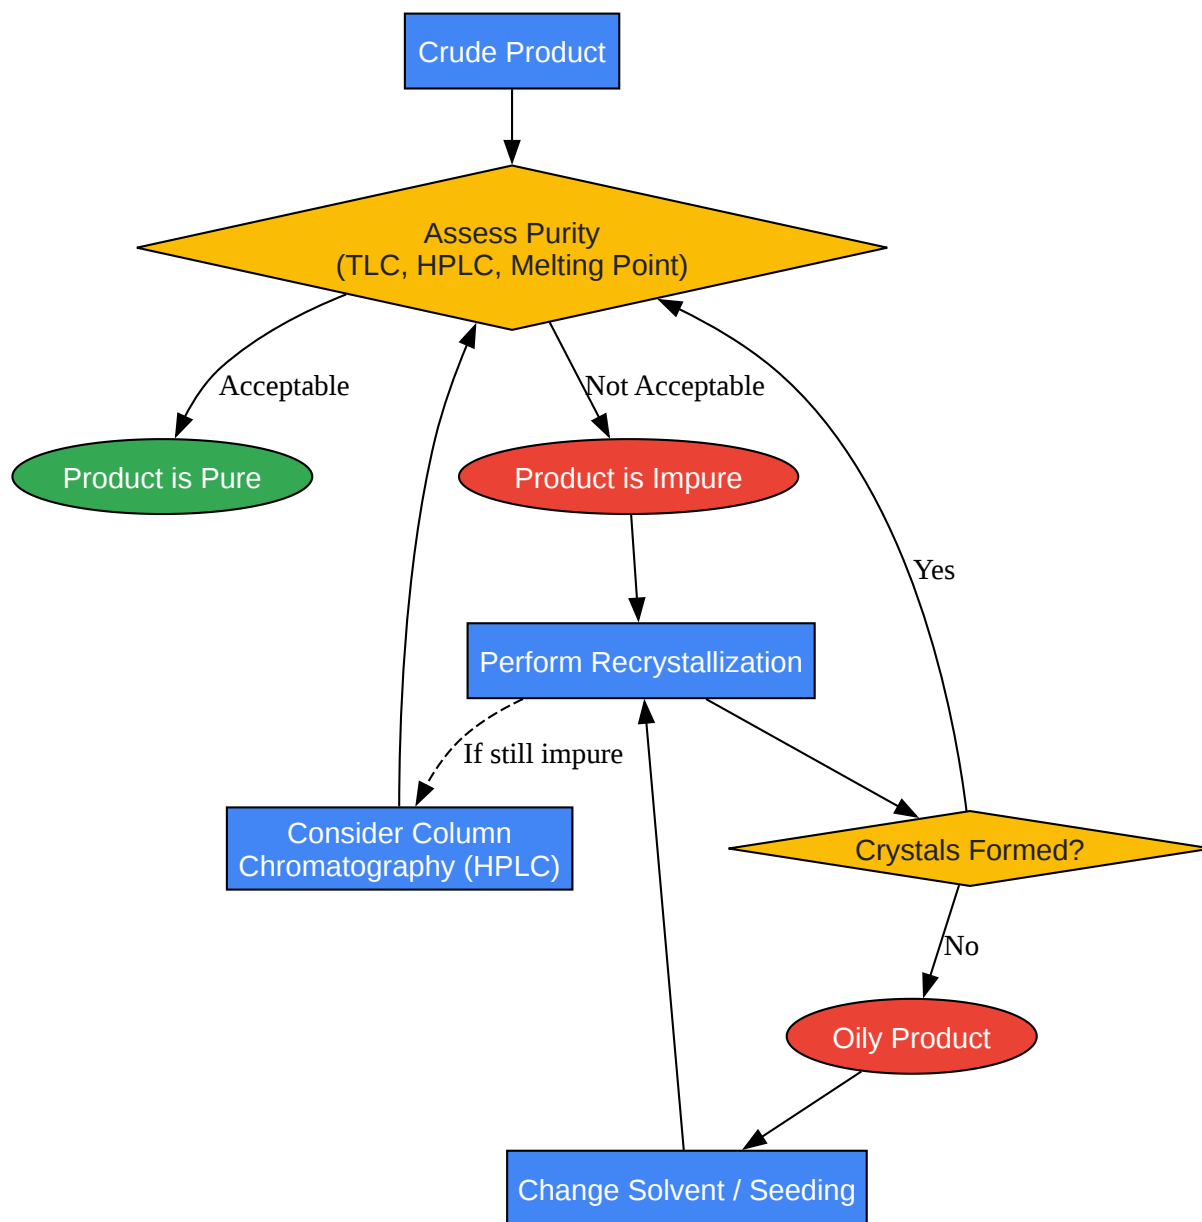 Crude Product
Assess Purity
(TLC, HPLC, Melting Point)
Acceptable
Not Acceptable
Product is Pure
Product is Impure
Yes
Perform Recrystallization
If still impure
Consider Column
Chromatography (HPLC)
Crystals Formed?
No
Oily Product
Change Solvent / Seeding